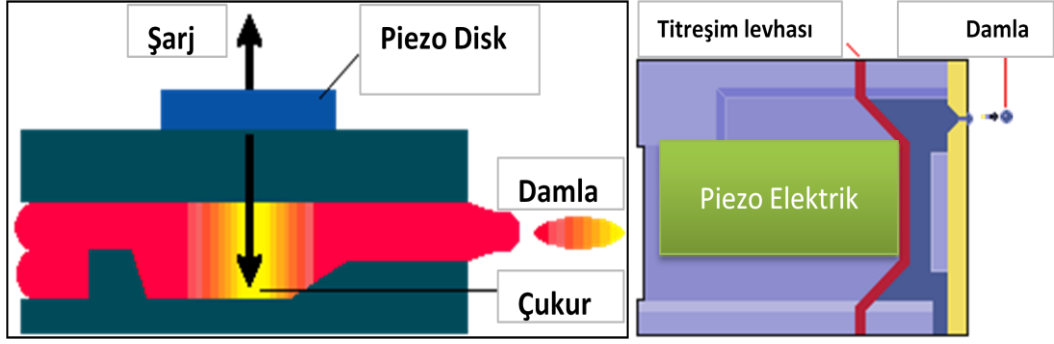 Şarj
Piezo Disk
Damla
Çukur
Titreşim levhası
Damla
Piezo Elektrik